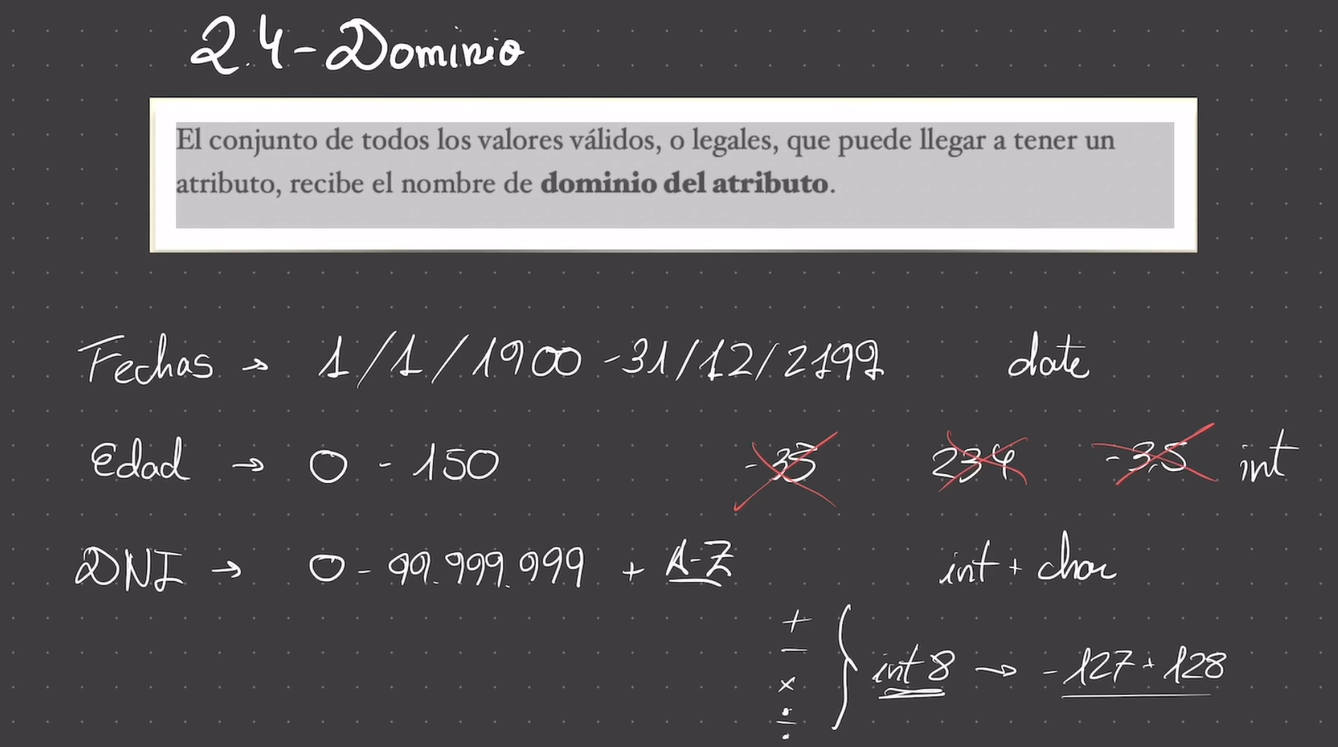 2.4-Dominio
El conjunto de todos los valores válidos, o legales, que puede llegar a tener un
atributo, recibe el nombre de dominio del atributo.
Fechas → 1/1/1900 - 31/12/2199 date
Edad → 0 - 150 -35 234 -3,5 int
DNI → 0 - 99.999.999 + A-Z int + char
+
-
x
÷
} int 8 → -127 + 128